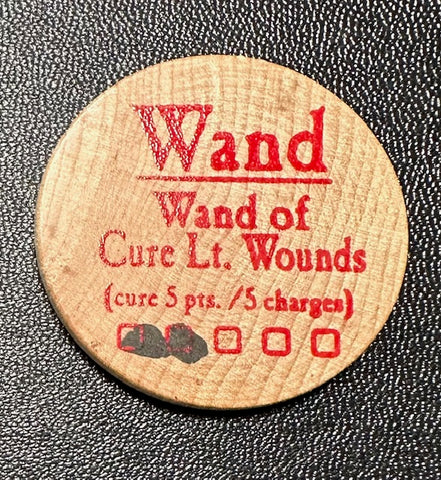 Wand
Wand of
Cure Lt. Wounds
(cure 5 pts. /5 charges)